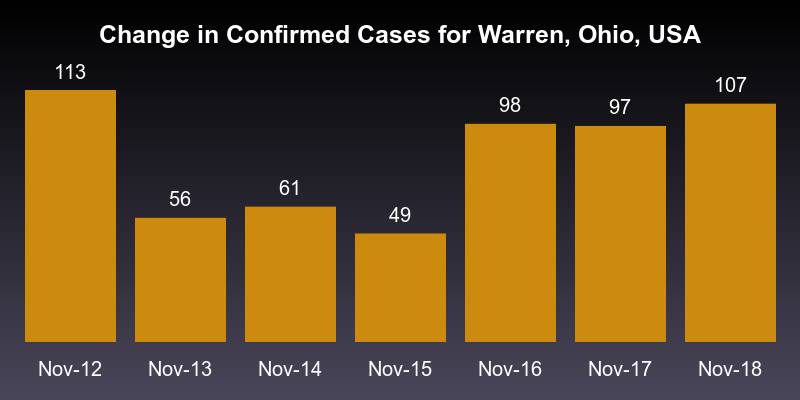 Change in Confirmed Cases for Warren, Ohio, USA
113
56
61
49
98
97
107
Nov-12
Nov-13
Nov-14
Nov-15
Nov-16
Nov-17
Nov-18